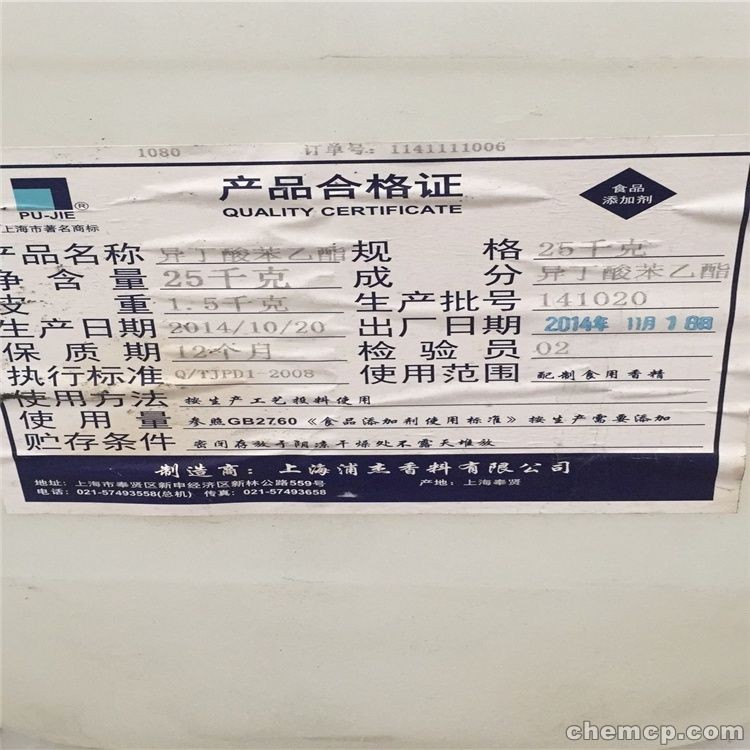 1080 订单号：1141111006
产品合格证
QUALITY CERTIFICATE
食品
添加剂
PU-JIE ®
上海市著名商标
产品名称 异丁酸苯乙酯 规格 25千克
净含量 25千克 成分 异丁酸苯乙酯
皮重 1.5千克 生产批号 141020
生产日期 2014/10/20 出厂日期 2014年 11月 18日
保质期 12个月 检验员 02
执行标准 Q/TJPD1-2008 使用范围 配制食用香精
使用方法 按生产工艺投料使用
使用量 参照GB2760《食品添加剂使用标准》按生产需要添加
贮存条件 密闭存放于阴凉干燥处不露天堆放
制造商：上海浦杰香料有限公司
地址：上海市奉贤区新申经济区新林公路559号 产地：上海奉贤
电话：021-57493558(总机) 传真：021-57493658
chemcp.com